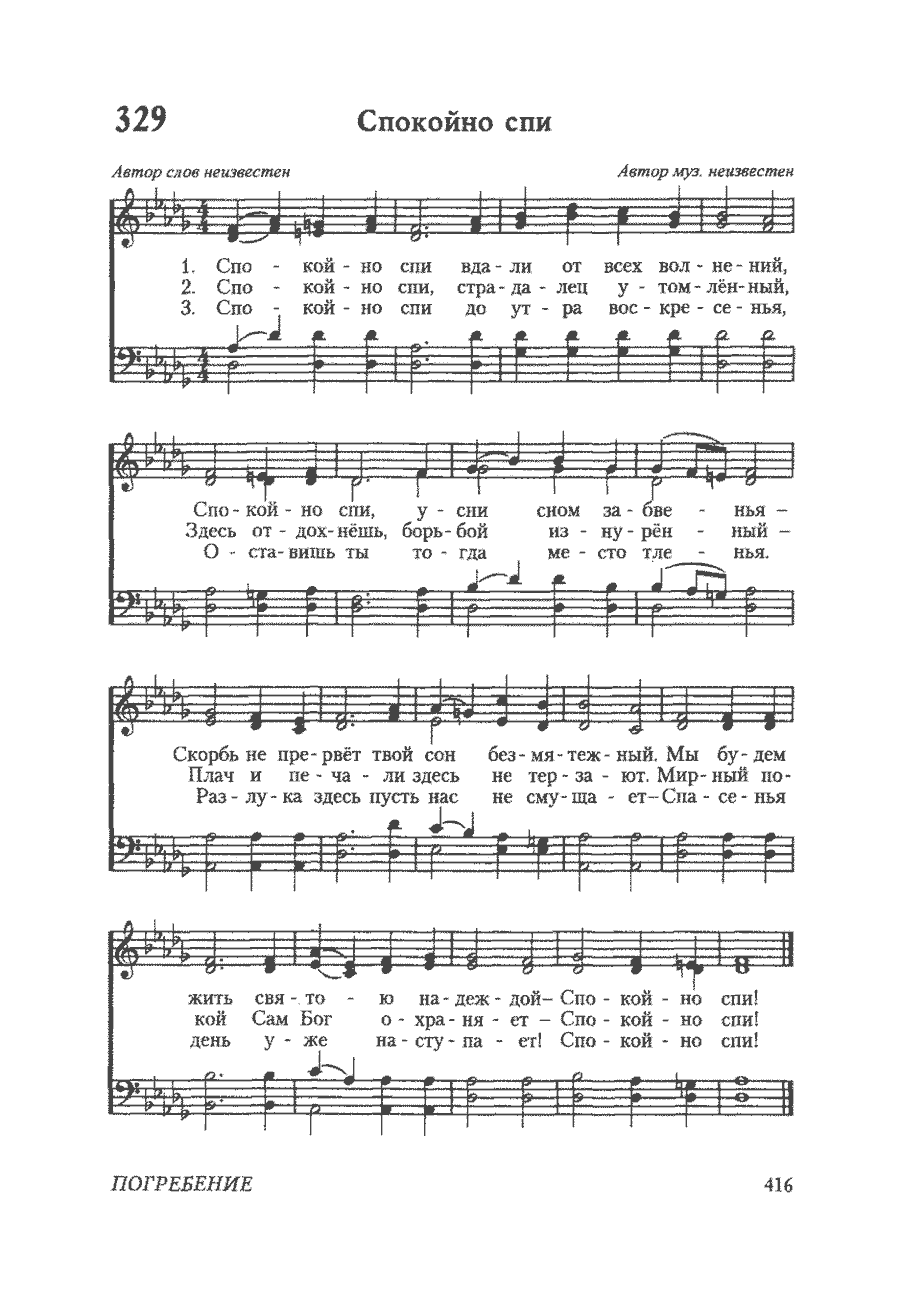 329 Спокойно спи
Автор слов неизвестен Автор муз. неизвестен
1. Спо - кой - но спи вда - ли от всех вол - не - ний,
2. Спо - кой - но спи, стра - да - лец у - том - лён - ный,
3. Спо - кой - но спи до ут - ра вос - кре - се - нья,
Спо - кой - но спи, у - сни сном за - бве - нья –
Здесь от - дох - нёшь, борь - бой из - ну - рён - ный –
О - ста - вишь ты то - гда ме - сто тле - нья.
Скорбь не пре - рвёт твой сон без - мя - теж - ный. Мы бу - дем
Плач и пе - ча - ли здесь не тер - за - ют. Мир - ный по -
Раз - лу - ка здесь пусть нас не сму - ща - ет – Спа - се - нья
жить свя - то - ю на - деж - дой – Спо - кой - но спи!
кой Сам Бог о - хра - ня - ет – Спо - кой - но спи!
день у - же на - сту - па - ет! Спо - кой - но спи!
ПОГРЕБЕНИЕ 416